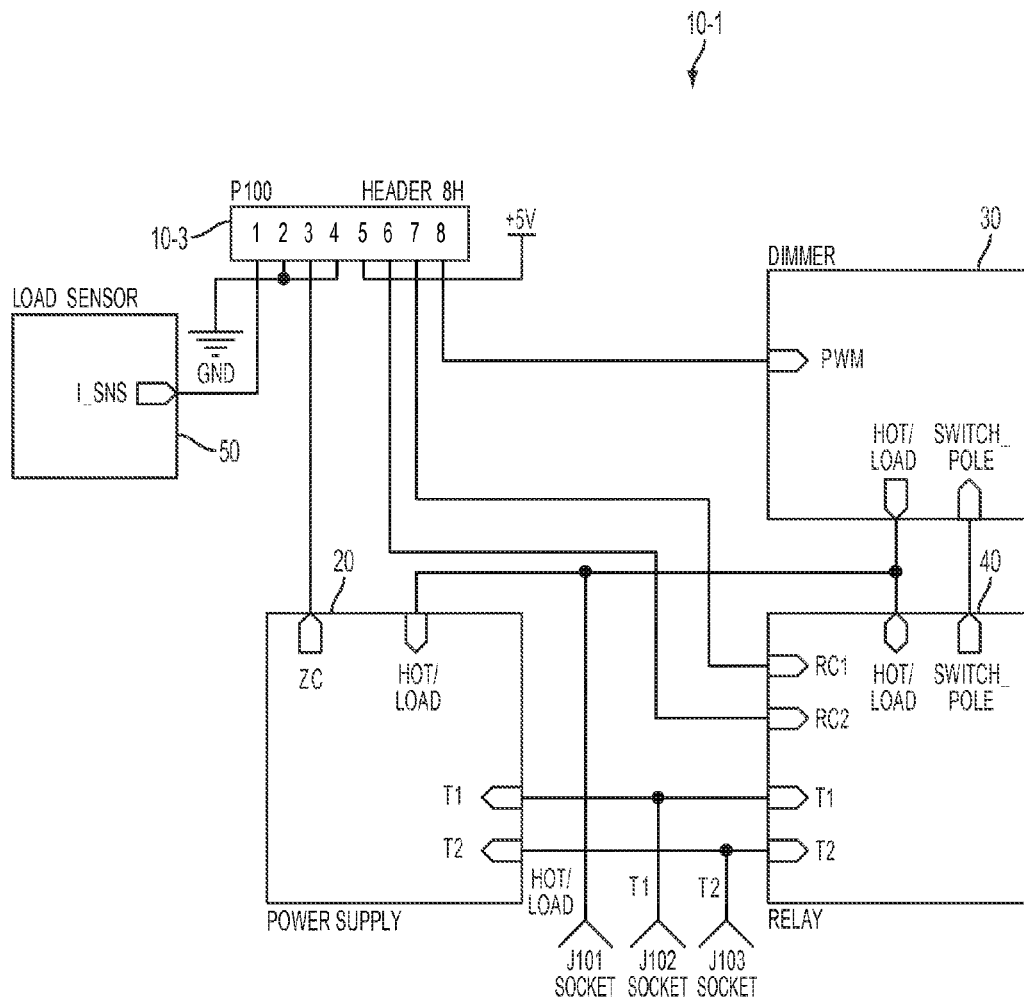 10-1
P100 HEADER 8H
10-3 1 2 3 4 5 6 7 8
+5V
30
DIMMER
LOAD SENSOR
PWM
GND
I_SNS
50
HOT/ SWITCH_
LOAD POLE
20
40
ZC HOT/
LOAD
RC1 HOT/ SWITCH_
LOAD POLE
RC2
T1 T1
T2 T2
HOT/
LOAD T1 T2
POWER SUPPLY RELAY
J101 J102 J103
SOCKET SOCKET SOCKET